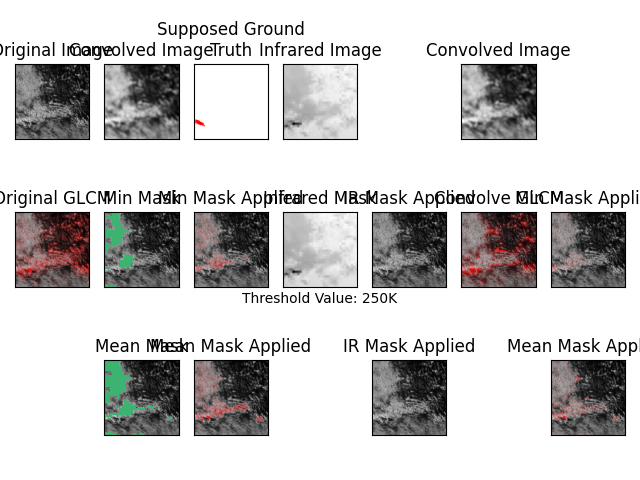 Original Image
Convolved Image
Supposed Ground
Truth
Infrared Image
Convolved Image
Original GLCM
Min Mask
Min Mask Applied
Infrared Mask
IR Mask Applied
Convolve GLCM
Min Mask Appli
Threshold Value: 250K
Mean Mask
Mean Mask Applied
IR Mask Applied
Mean Mask Appl